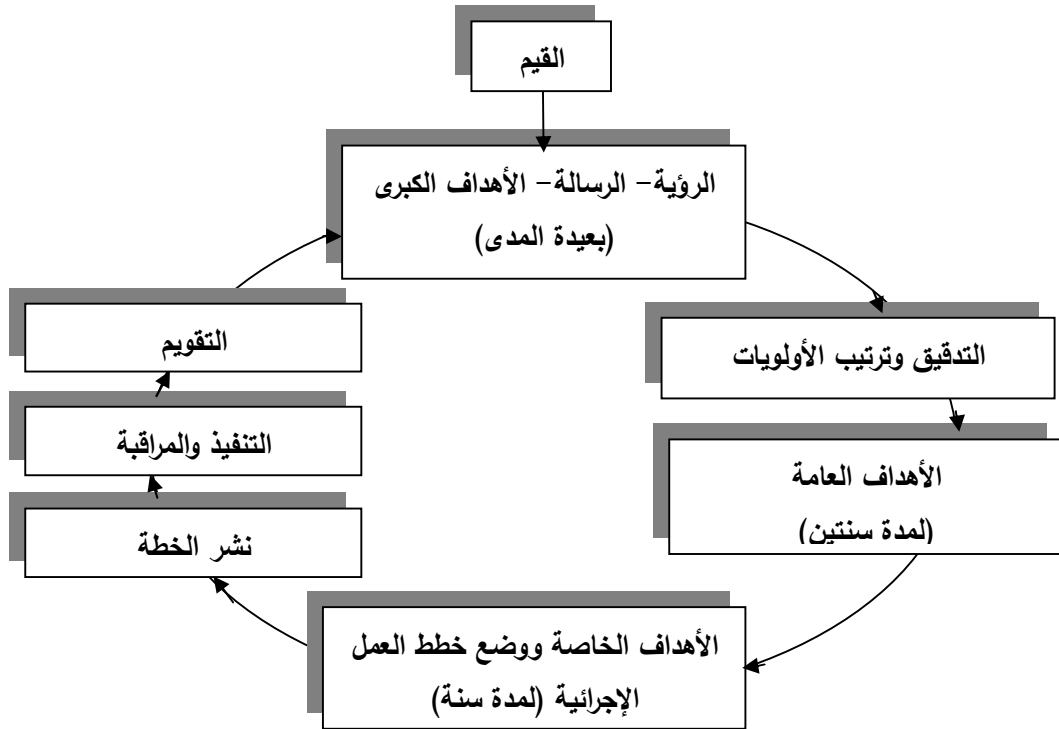 القيم
الرؤية- الرسالة- الأهداف الكبرى
(بعيدة المدى)
التدقيق وترتيب الأولويات
الأهداف العامة
(لمدة سنتين)
الأهداف الخاصة ووضع خطط العمل
الإجرائية (لمدة سنة)
نشر الخطة
التنفيذ والمراقبة
التقويم